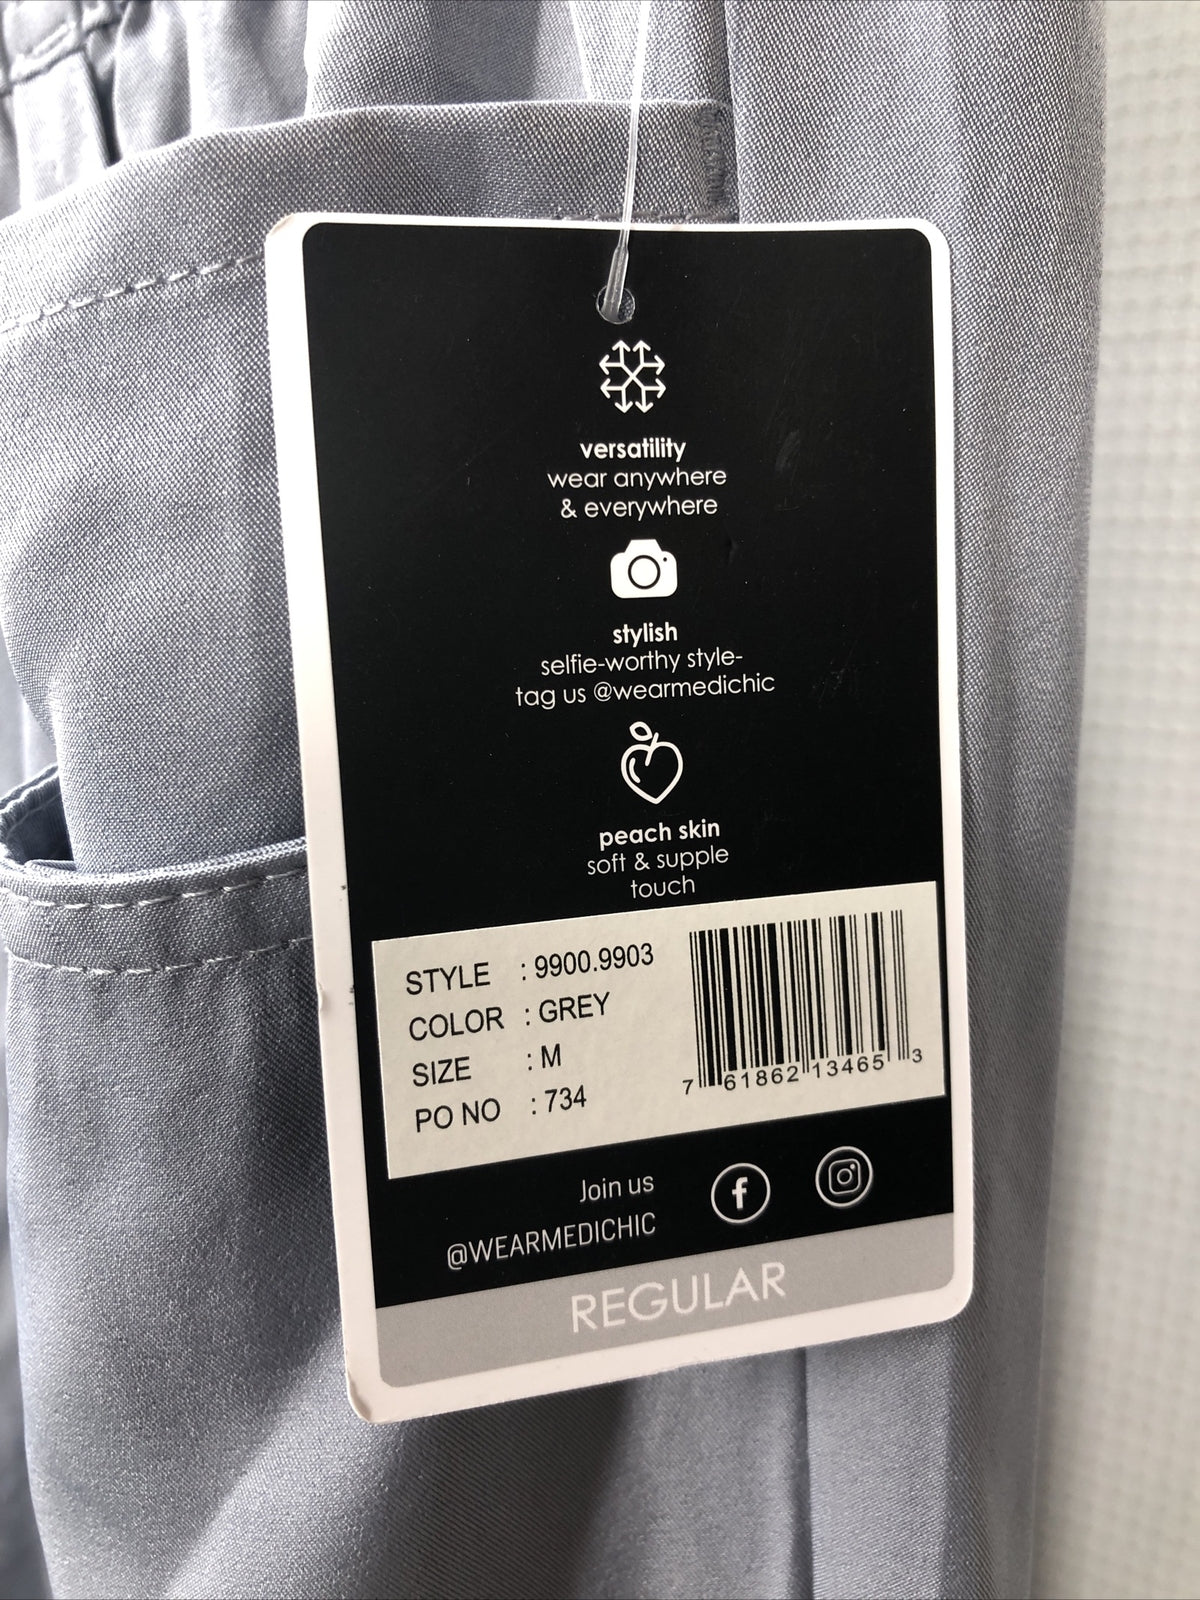 versatility
wear anywhere
& everywhere
stylish
selfie-worthy style-
tag us @wearmedichic
peach skin
soft & supple
touch
STYLE : 9900.9903
COLOR : GREY
SIZE : M
PO NO : 734
7 61862 13465 3
Join us
@WEARMEDICHIC
REGULAR